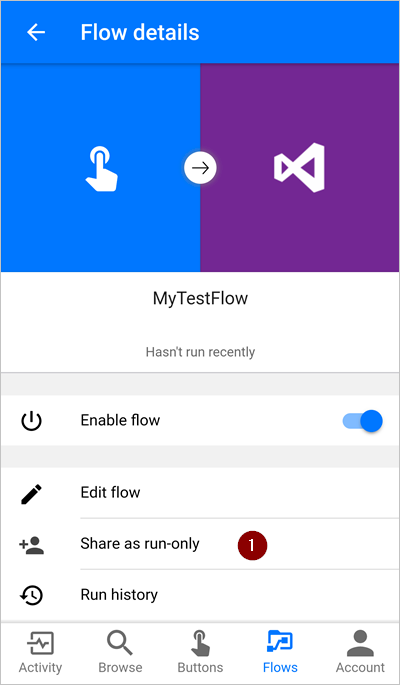 Flow details
MyTestFlow
Hasn't run recently
Enable flow
Edit flow
Share as run-only 1
Run history
Activity Browse Buttons Flows Account